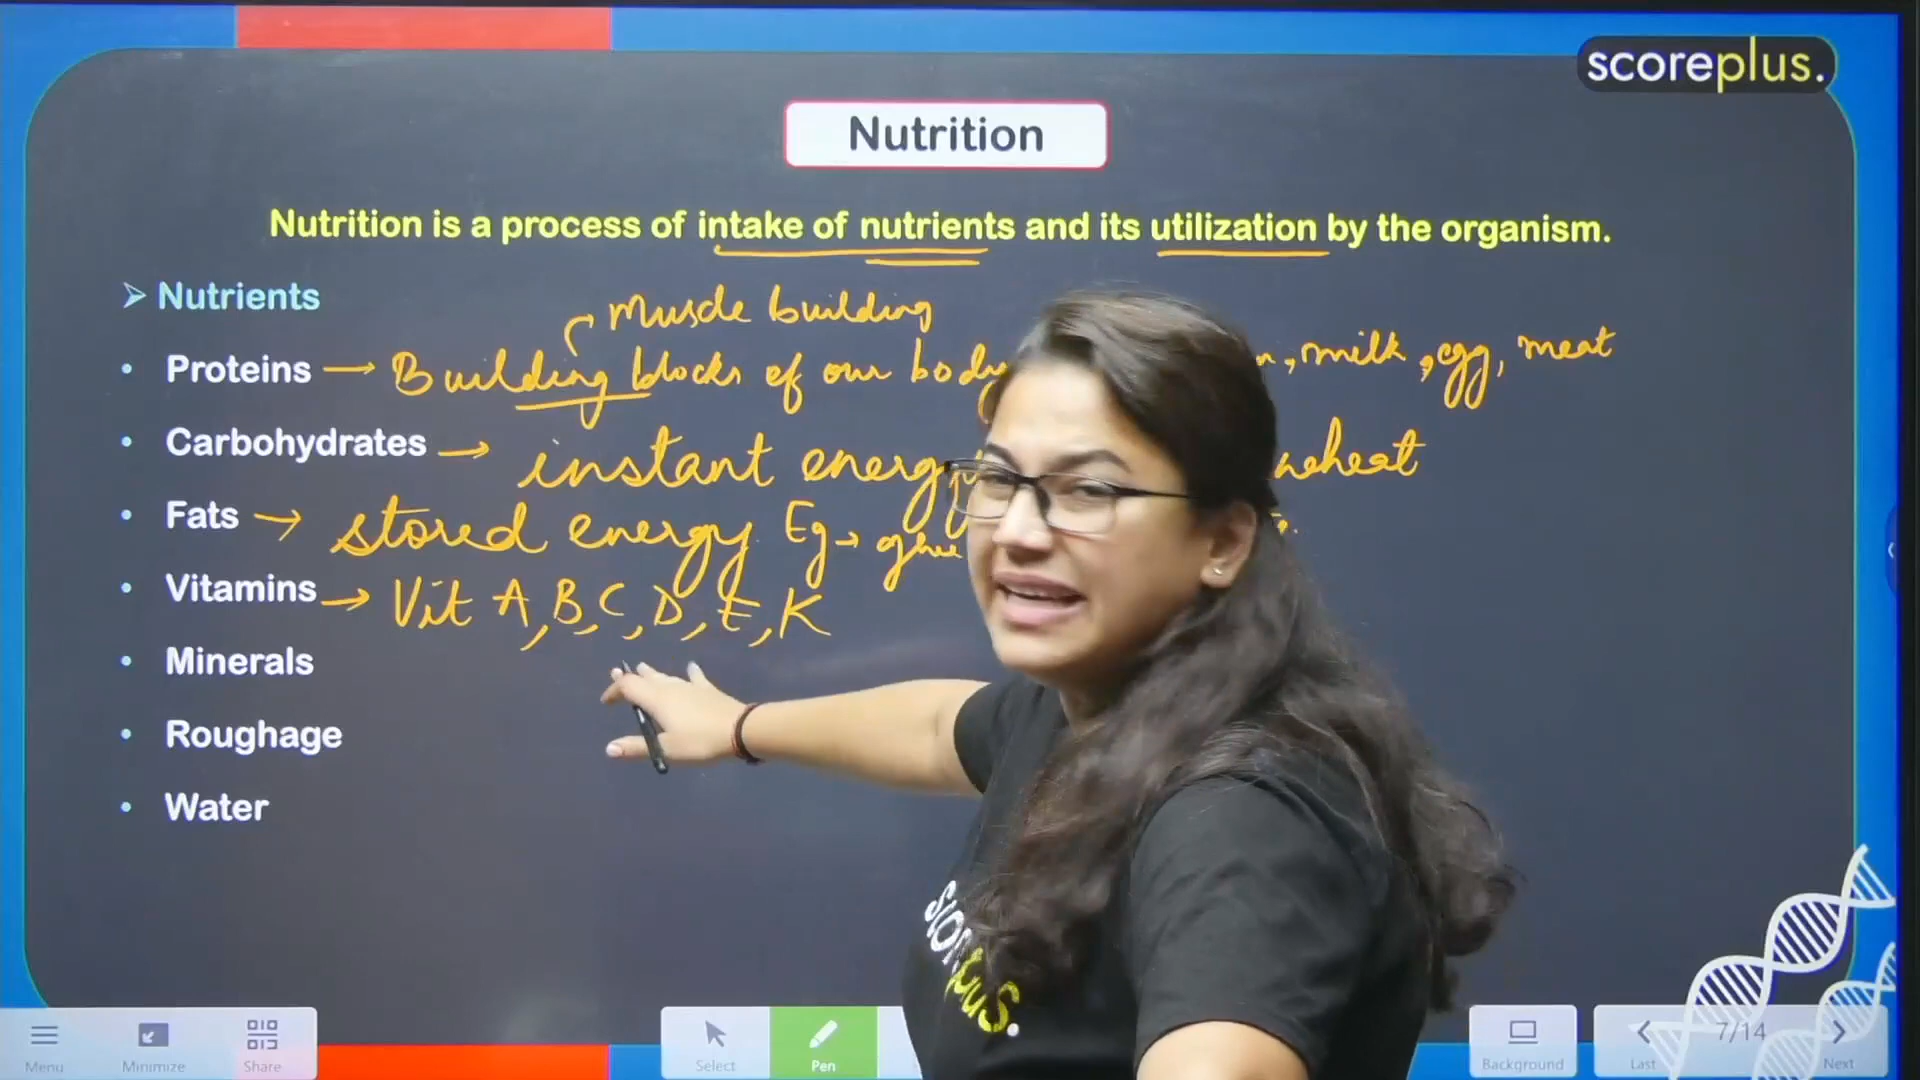 scoreplus.
Nutrition
Nutrition is a process of intake of nutrients and its utilization by the organism.
➢ Nutrients
Muscle building
• Proteins → Building blocks of our body , milk, egg, meat
• Carbohydrates → instant energy wheat
• Fats → stored energy Eg → ghee
• Vitamins → Vit A, B, C, D, E, K
• Minerals
• Roughage
• Water
plus.
Menu Minimize Share Select Pen Background Last 7/14 Next